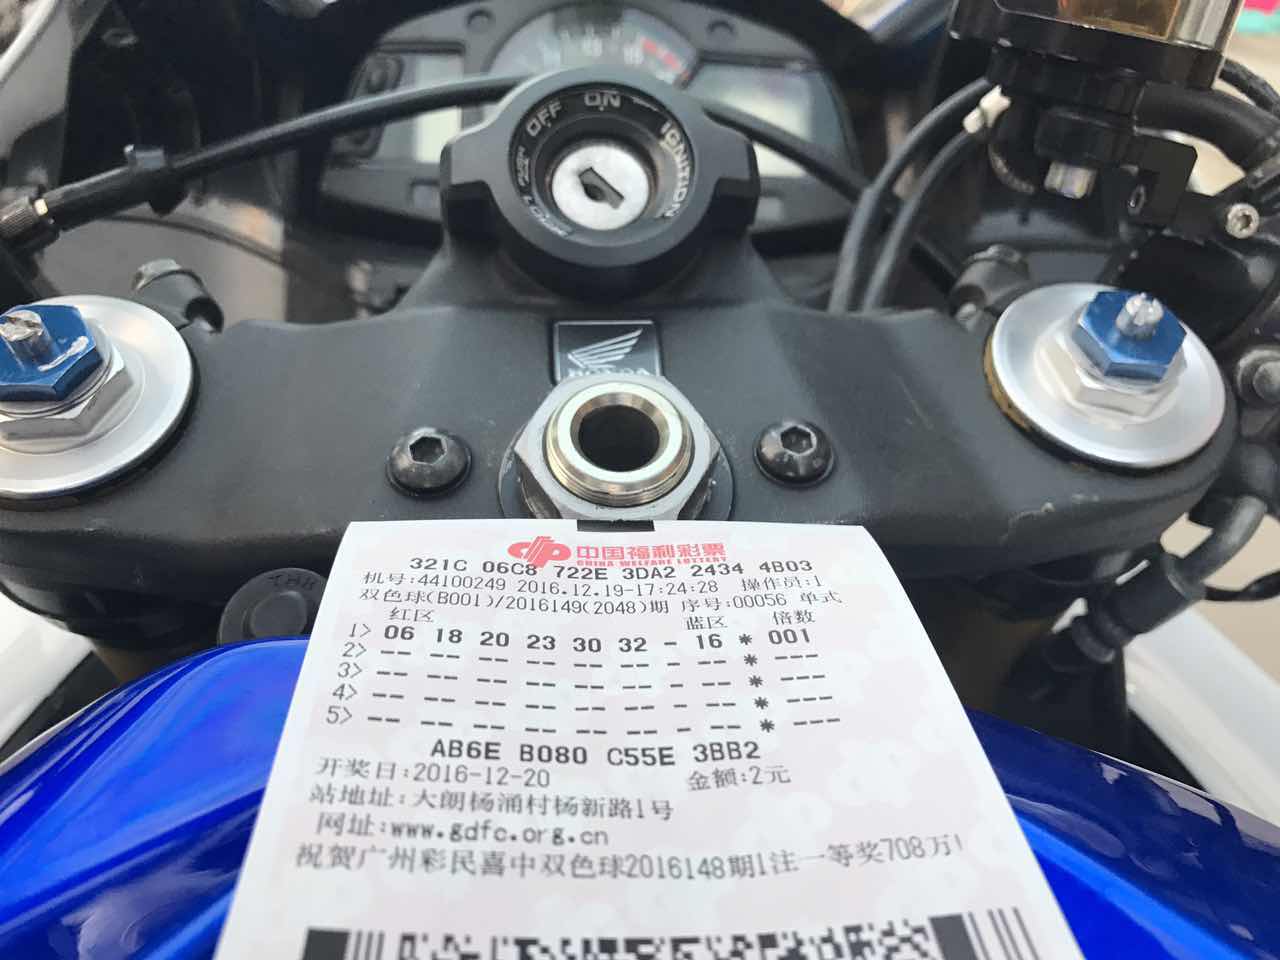 OFF
ON
IGNITION
中国福利彩票
CHINA WELFARE LOTTERY
321C 06C8 722E 3DA2 2434 4B03
机号:44100249 2016.12.19-17:24:28 操作员:1
双色球(B001)/2016149(2048)期 序号:00056 单式
红区 蓝区 倍数
1> 06 18 20 23 30 32 - 16 * 001
2> -- -- -- -- -- -- - -- * ---
3> -- -- -- -- -- -- - -- * ---
4> -- -- -- -- -- -- - -- * ---
5> -- -- -- -- -- -- - -- * ---
AB6E B080 C55E 3BB2
开奖日:2016-12-20 金额:2元
站地址:大朗杨涌村杨新路1号
网址:www.gdfc.org.cn
祝贺广州彩民喜中双色球2016148期1注一等奖708万!